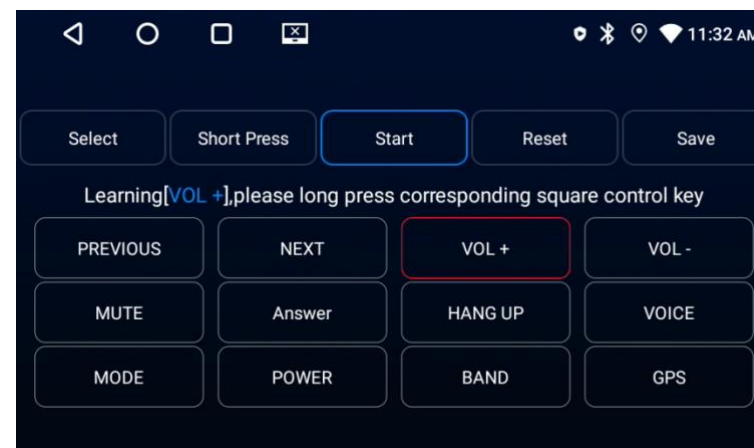 11:32 AM
Select Short Press Start Reset Save
Learning[VOL +],please long press corresponding square control key
PREVIOUS NEXT VOL + VOL -
MUTE Answer HANG UP VOICE
MODE POWER BAND GPS